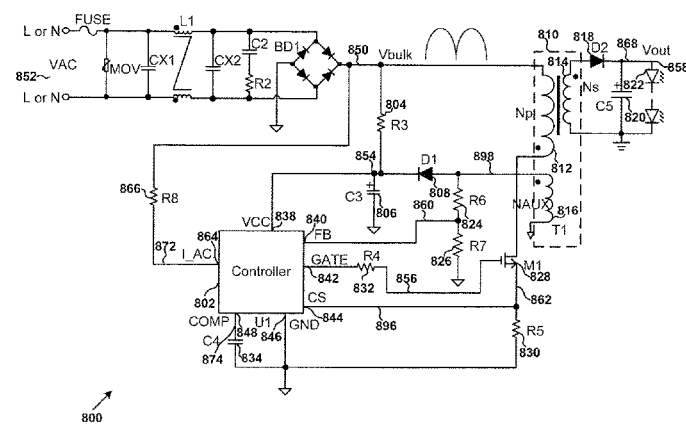 FUSE
L1
810
L or N
C2
BD1
850
Vbulk
818
D2
868
Vout
814
858
852
VAC
MOV
CX1
CX2
R2
804
R3
Np
Ns
822
C5
820
854
D1
898
812
866
R8
C3
806
808
R6
860
824
NAUX
816
T1
VCC
838
840
FB
872
864
I_AC
R7
826
GATE
R4
842
832
856
M1
828
Controller
802
CS
844
862
COMP
848
U1
846
GND
896
C4
874
834
R5
830
L or N
800